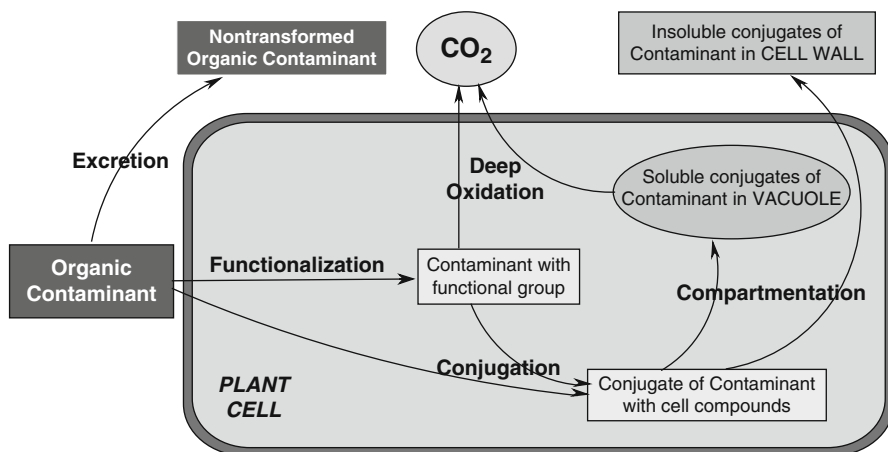 Nontransformed
Organic Contaminant
CO₂
Insoluble conjugates of
Contaminant in CELL WALL
Excretion
Deep
Oxidation
Soluble conjugates of
Contaminant in VACUOLE
Organic
Contaminant
Functionalization
Contaminant with
functional group
Compartmentation
Conjugation
PLANT
CELL
Conjugate of Contaminant
with cell compounds